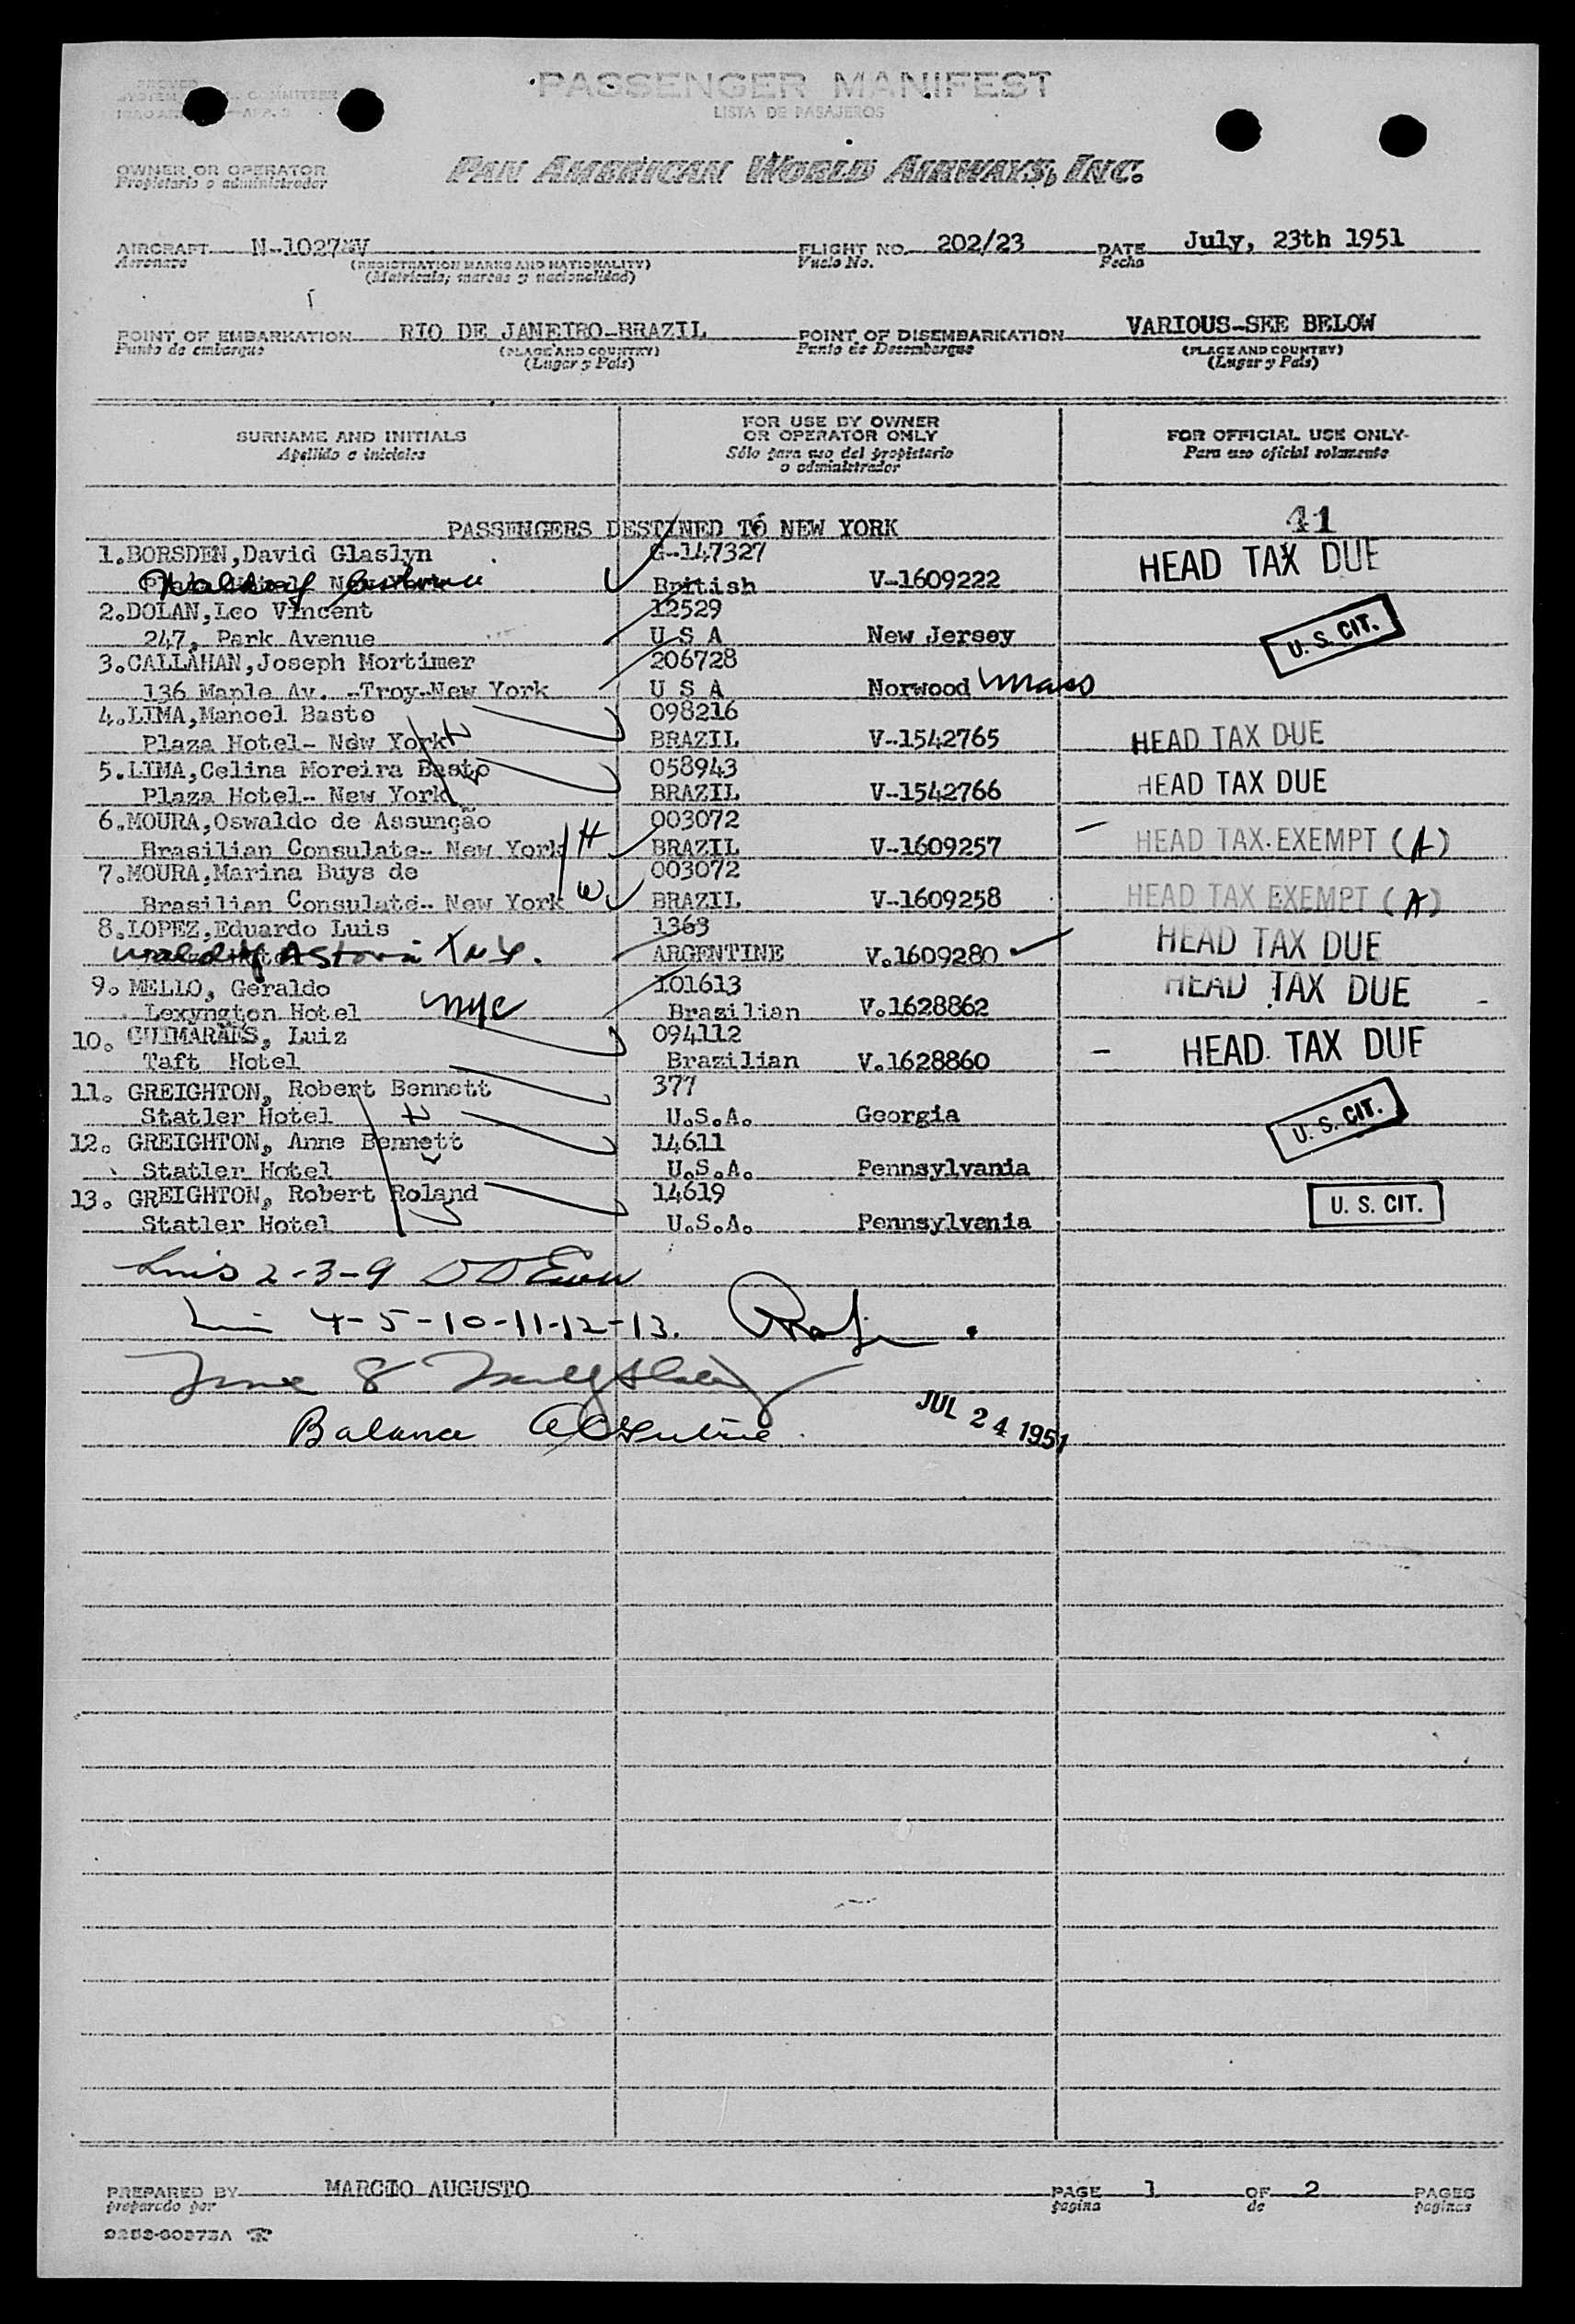 PASSENGER MANIFEST
LISTA DE PASAJEROS
OWNER OR OPERATOR
Propietario o administrador
PAN AMERICAN WORLD AIRWAYS, INC.
AIRCRAFT N-1027 V FLIGHT NO. 202/23 DATE July, 23th 1951
Aeronave (REGISTRATION MARKS AND NATIONALITY) Vuelo No. Fecha
(Matricula; marcas y nacionalidad)
POINT OF EMBARKATION RIO DE JANEIRO-BRAZIL POINT OF DISEMBARKATION VARIOUS-SEE BELOW
Punto de embarque (PLACE AND COUNTRY) Punto de Desembarque (PLACE AND COUNTRY)
(Lugar y Pais) (Lugar y Pais)
SURNAME AND INITIALS FOR USE BY OWNER OR OPERATOR ONLY FOR OFFICIAL USE ONLY-
Apellido e iniciales Sólo para uso del propietario o administrador Para uso oficial solamente
PASSENGERS DESTINED TO NEW YORK 41
1.BORSDEN,David Glaslyn G-147327 HEAD TAX DUE
British V-1609222
2.DOLAN,Leo Vincent 12529
247, Park Avenue U S A New Jersey U. S. CIT.
3.CALLAHAN,Joseph Mortimer 206728
136 Maple Av. -Troy-New York U S A Norwood Mass
4.LIMA,Manoel Basto 098216
Plaza Hotel- New York BRAZIL V-1542765 HEAD TAX DUE
5.LIMA,Celina Moreira Basto 058943
Plaza Hotel- New York BRAZIL V-1542766 HEAD TAX DUE
6.MOURA,Oswaldo de Assunção 003072
Brasilian Consulate- New York H BRAZIL V-1609257 HEAD TAX EXEMPT (A)
7.MOURA,Marina Buys de 003072
Brasilian Consulate- New York W BRAZIL V-1609258 HEAD TAX EXEMPT (A)
8.LOPEZ,Eduardo Luis 1363
Waldorf Astoria ARGENTINE V.1609280 HEAD TAX DUE
9. MELLO, Geraldo 101613
Lexyngton Hotel NYC Brazilian V.1628862 HEAD TAX DUE
10. GUIMARAES, Luiz 094112
Taft Hotel Brazilian V.1628860 HEAD TAX DUE
11. GREIGHTON, Robert Bennett 377
Statler Hotel U.S.A. Georgia U. S. CIT.
12. GREIGHTON, Anne Bennett 14611
Statler Hotel U.S.A. Pennsylvania
13. GREIGHTON, Robert Roland 14619 U. S. CIT.
Statler Hotel U.S.A. Pennsylvania
2-3-9
4-5-10-11-12-13.
8
Balance
JUL 24 1951
PREPARED BY MARCIO AUGUSTO PAGE 1 OF 2 PAGES
preparado por pagina de paginas